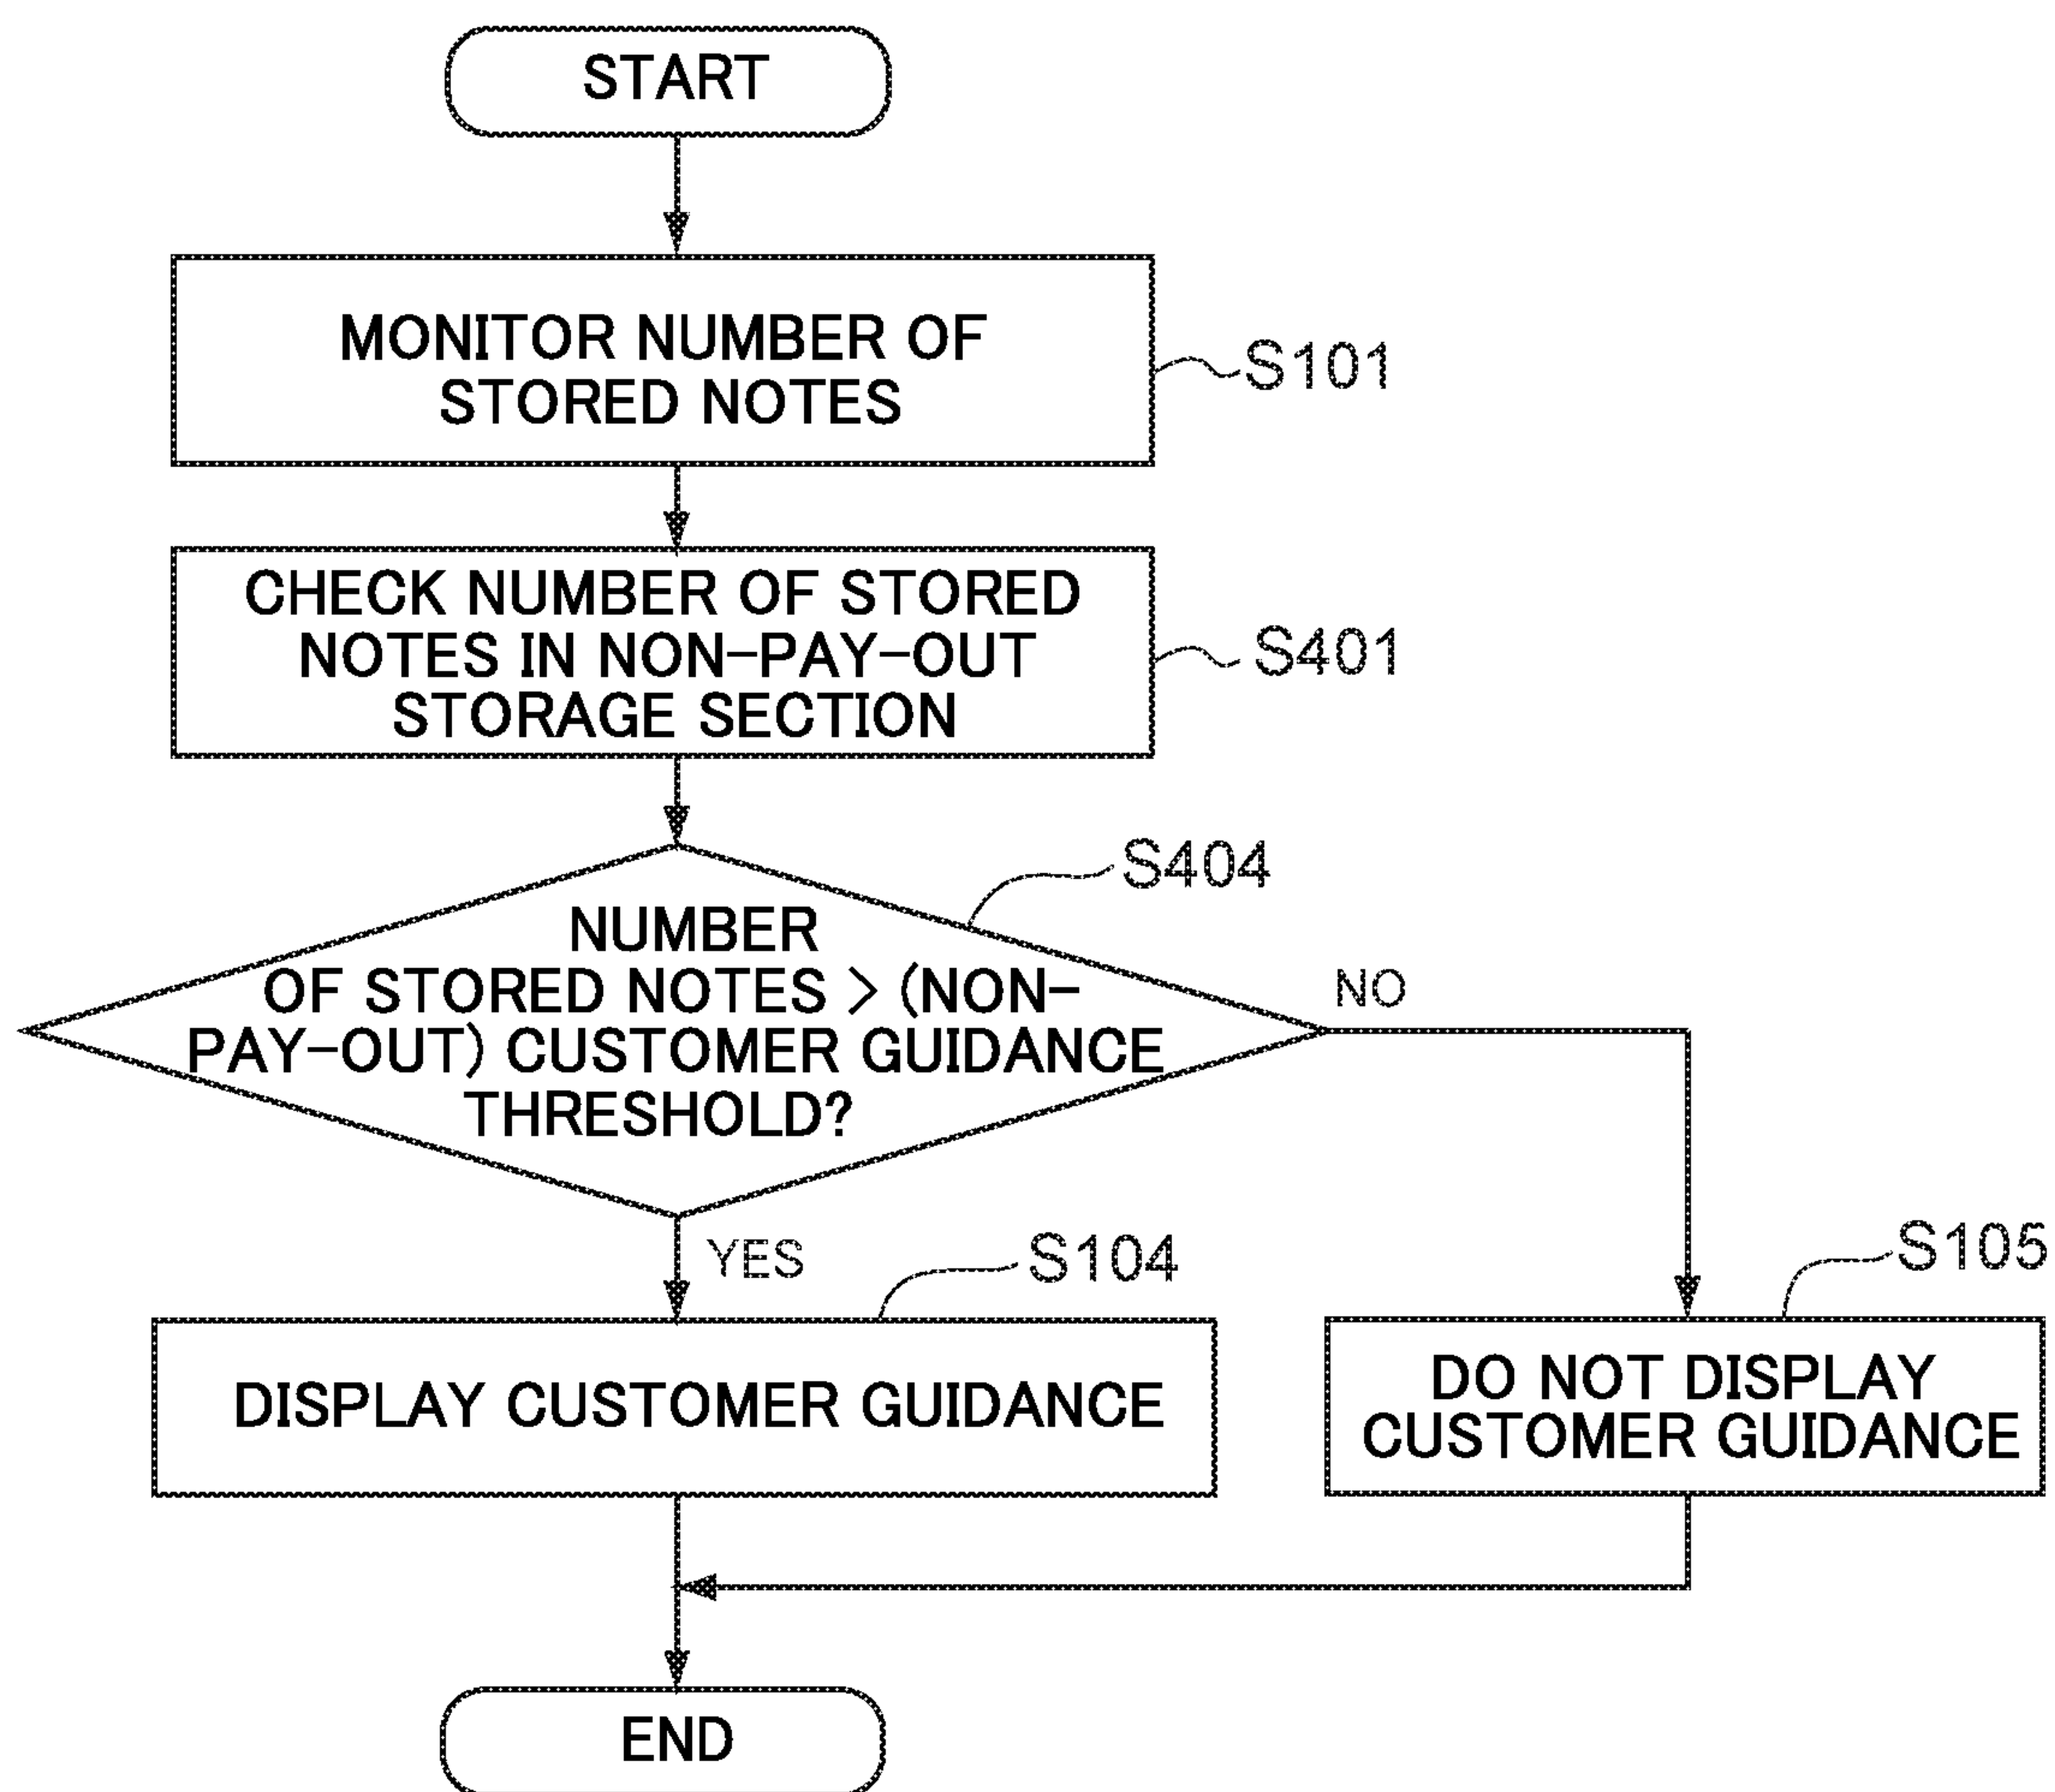 START
MONITOR NUMBER OF
STORED NOTES
S101
CHECK NUMBER OF STORED
NOTES IN NON-PAY-OUT
STORAGE SECTION
S401
S404
NUMBER
OF STORED NOTES > (NON-
PAY-OUT) CUSTOMER GUIDANCE
THRESHOLD?
NO
YES
S104
S105
DISPLAY CUSTOMER GUIDANCE
DO NOT DISPLAY
CUSTOMER GUIDANCE
END